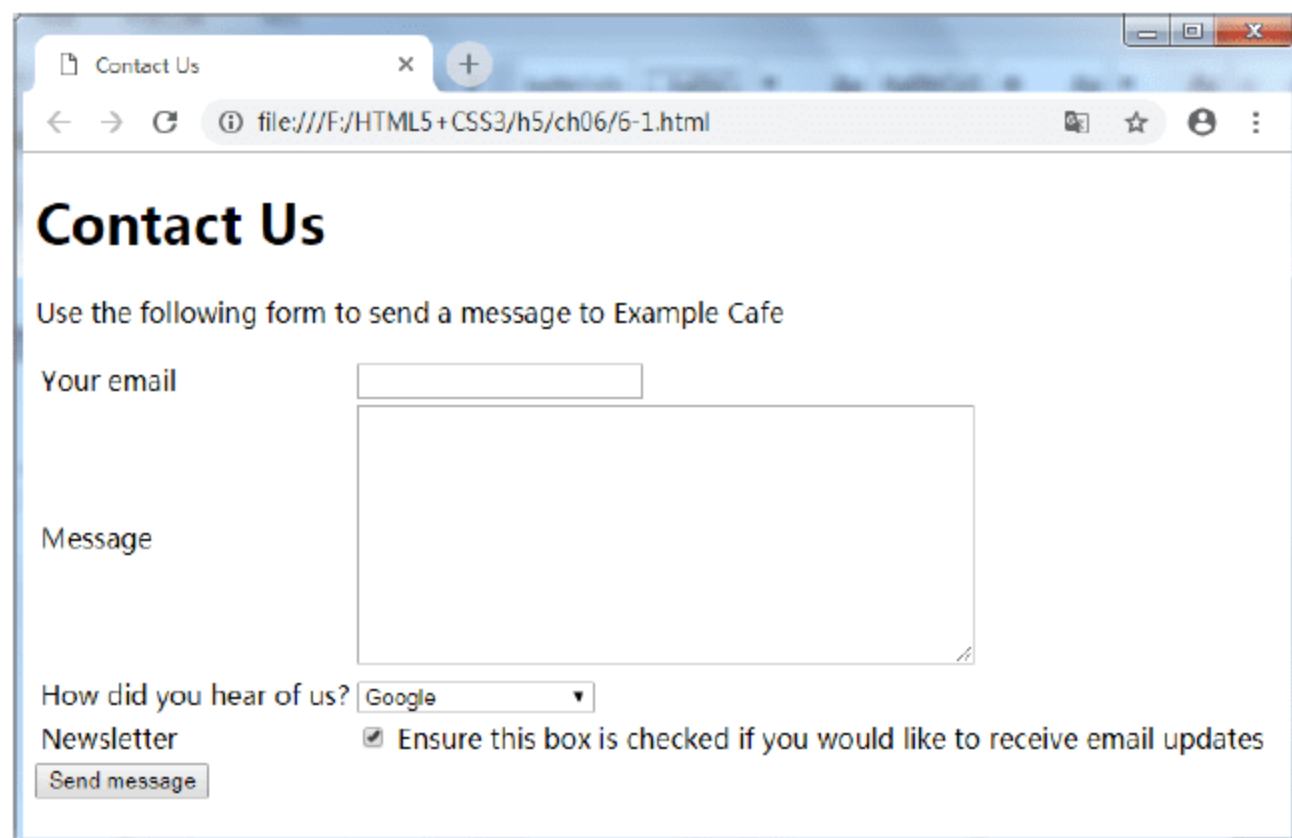 Contact Us
file:///F:/HTML5+CSS3/h5/ch06/6-1.html
Contact Us
Use the following form to send a message to Example Cafe
Your email
Message
How did you hear of us? Google
Newsletter Ensure this box is checked if you would like to receive email updates
Send message